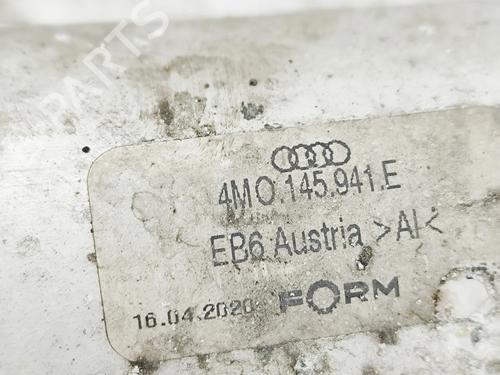 PARTS
4M0.145.941.E
EB6 Austria >Al<
16.04.2020 FORM